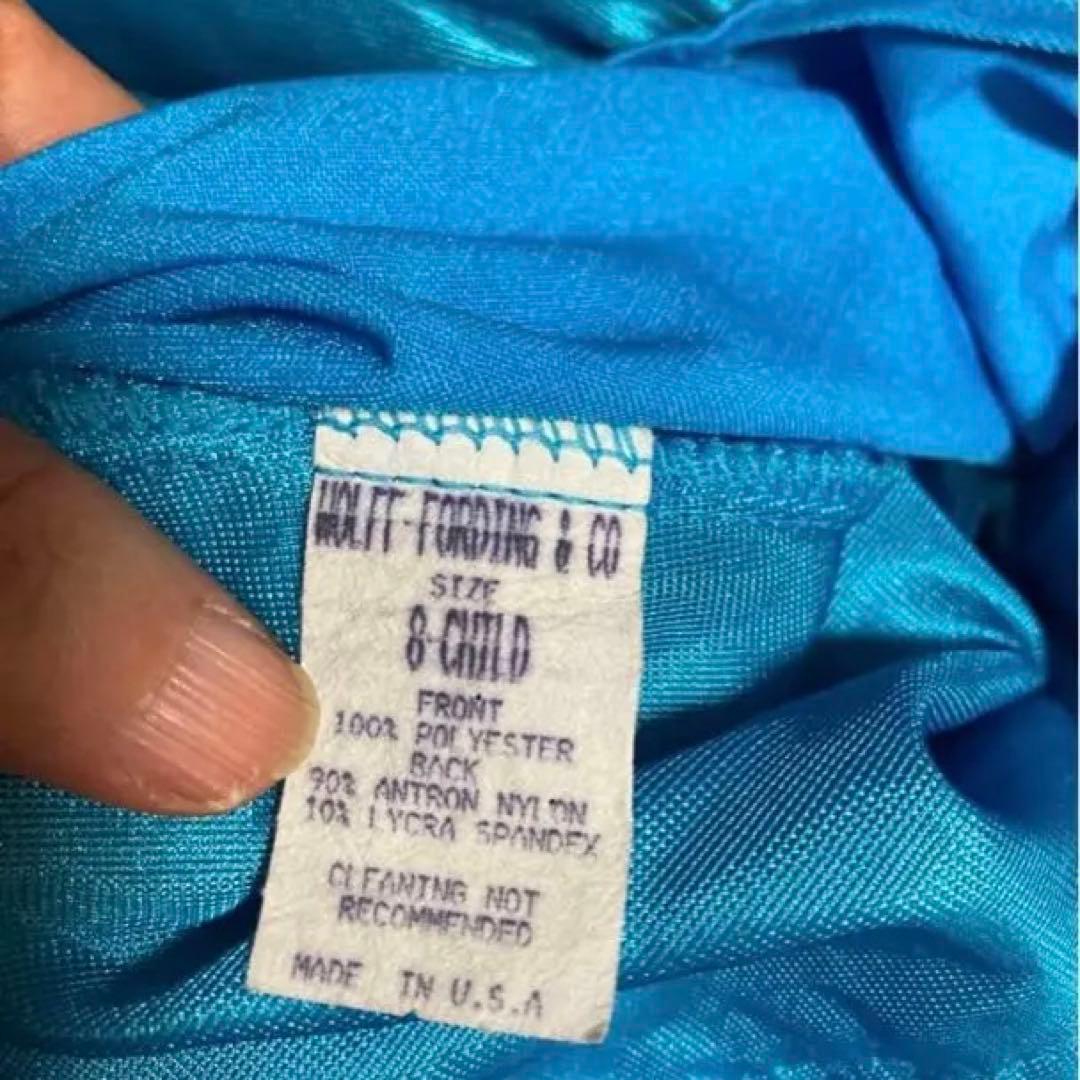 WOLFF-FORDING & CO
SIZE
8-CHILD
FRONT
100% POLYESTER
BACK
90% ANTRON NYLON
10% LYCRA SPANDEX
CLEANING NOT
RECOMMENDED
MADE IN U.S.A